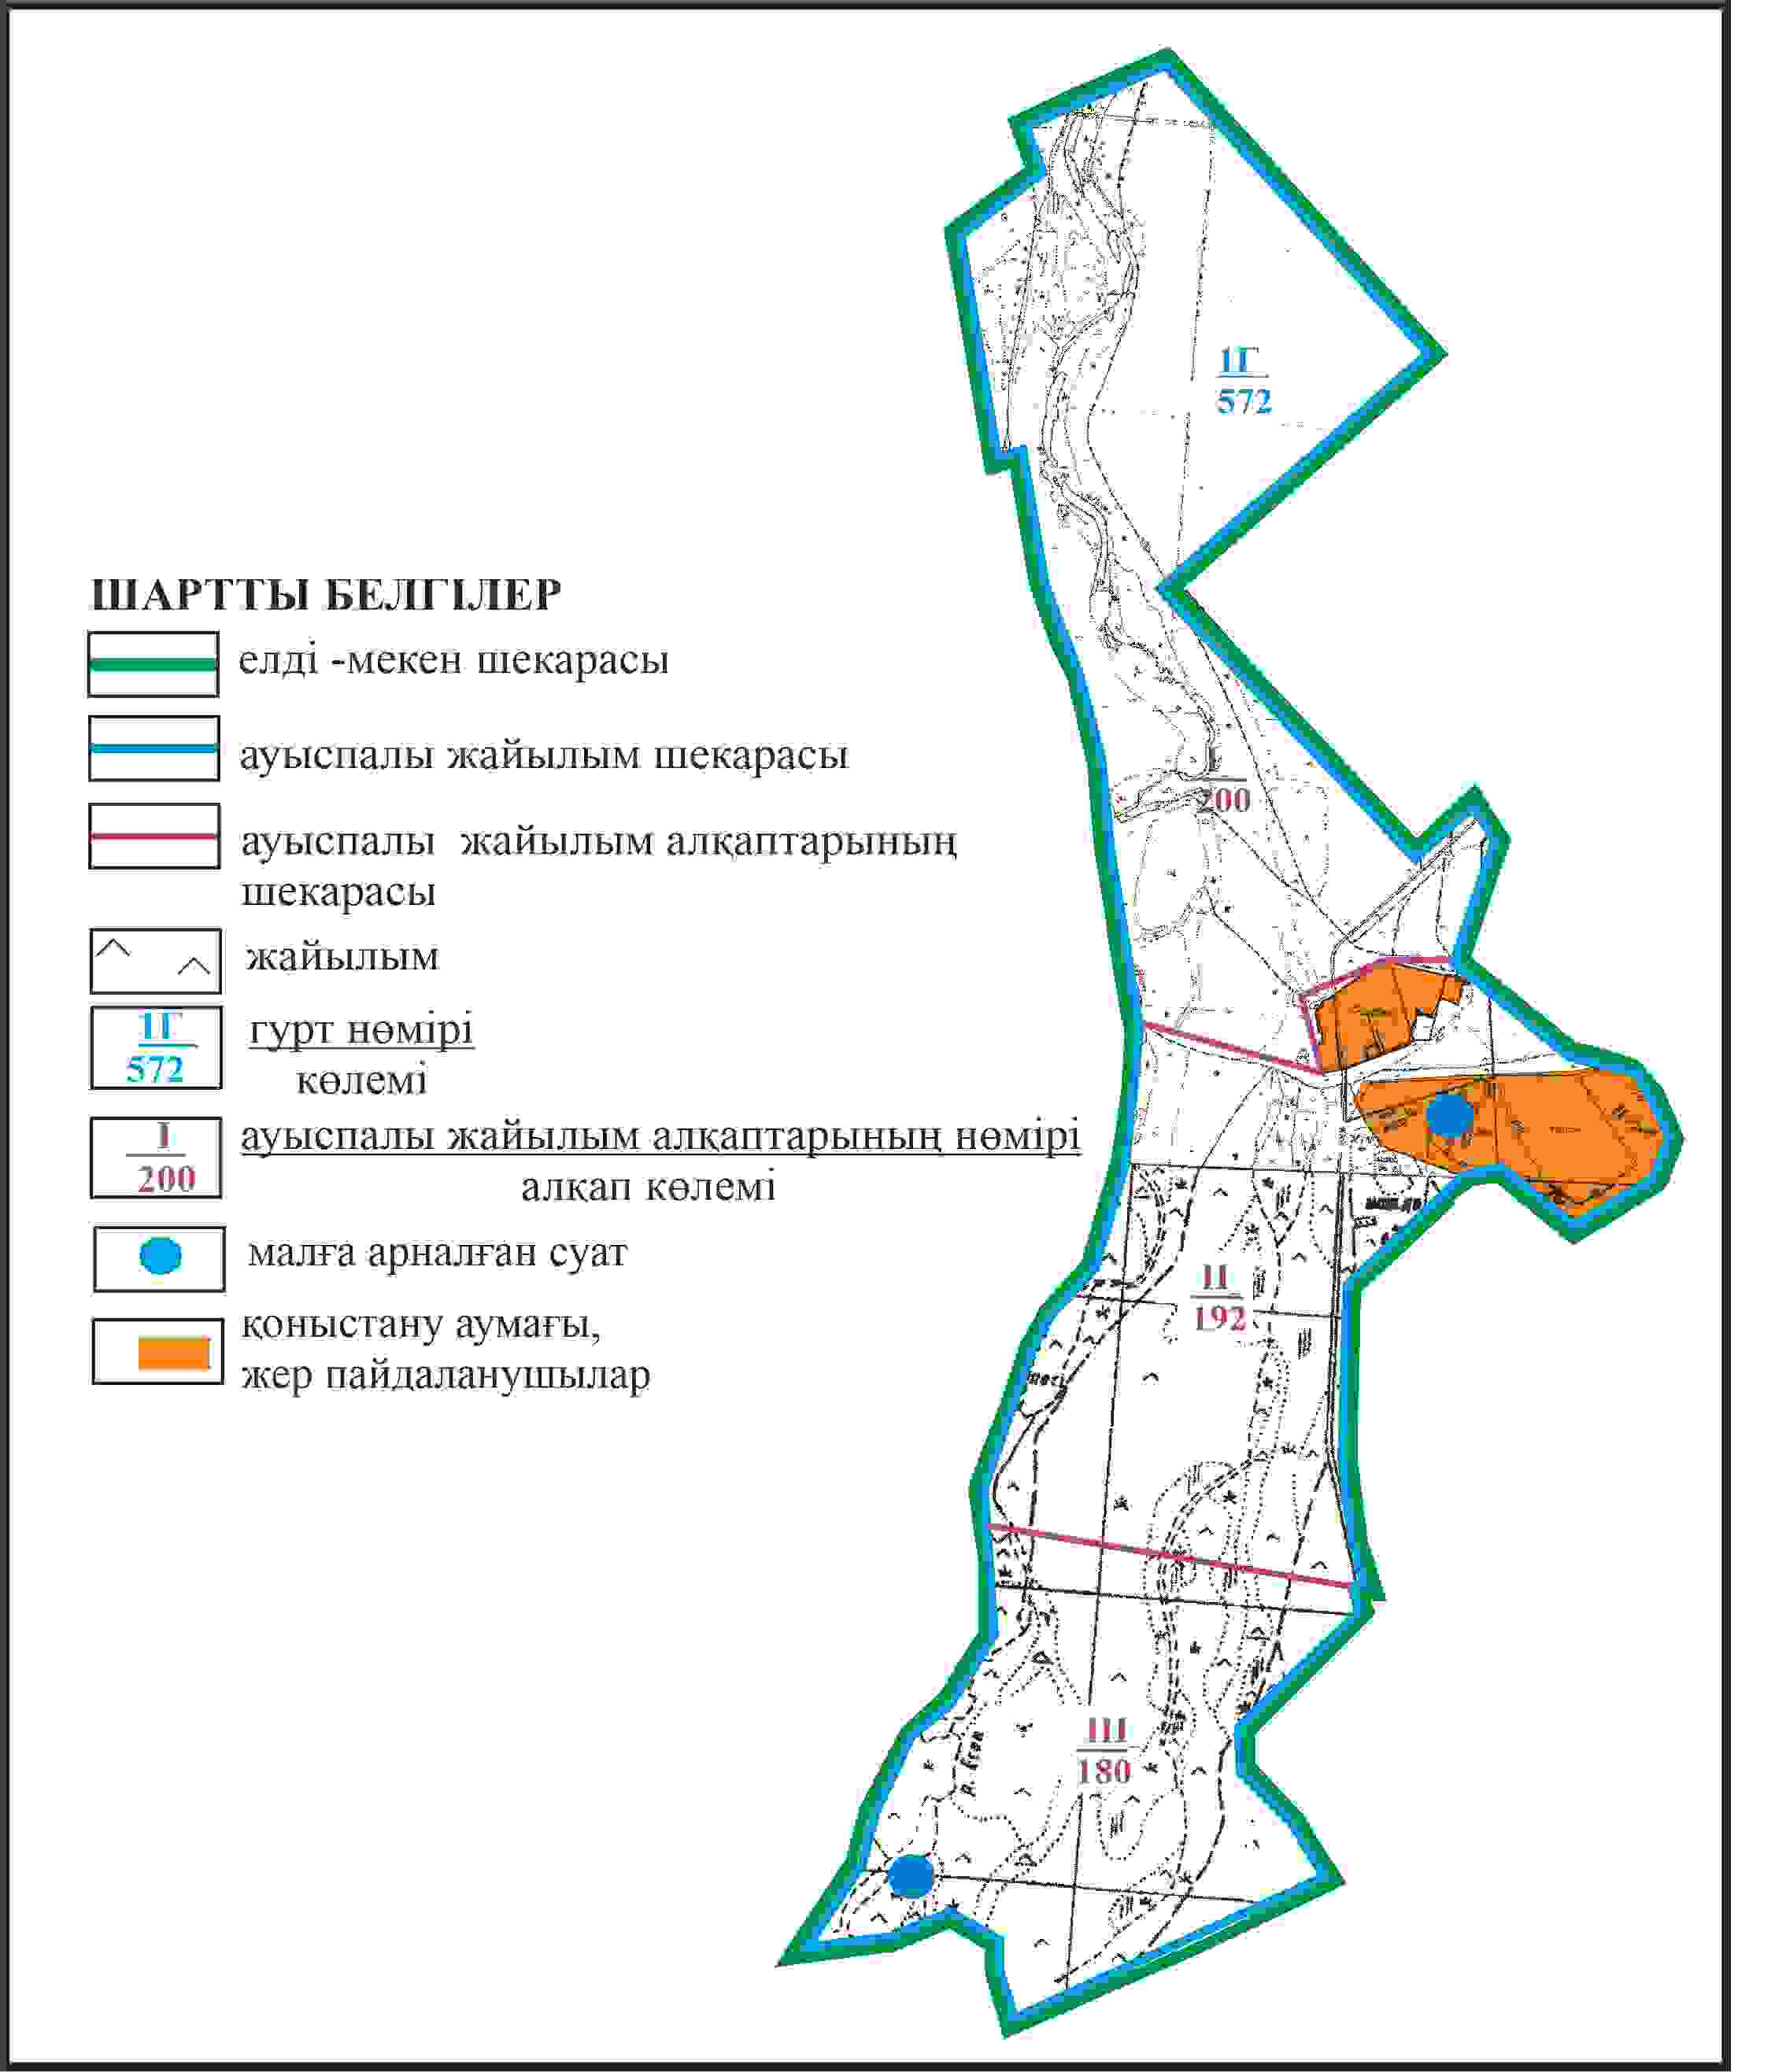 ШАРТТЫ БЕЛГІЛЕР
елді -мекен шекарасы
ауыспалы жайылым шекарасы
ауыспалы жайылым алқаптарының
шекарасы
жайылым
1Г
572
гурт нөмірі
көлемі
I
200
ауыспалы жайылым алқаптарының нөмірі
алқап көлемі
малға арналған суат
қоныстану аумағы,
жер пайдаланушылар
1Г
572
I
200
II
192
III
180